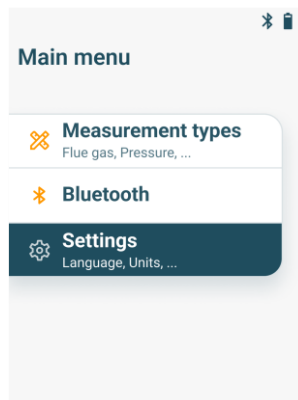 Main menu
Measurement types
Flue gas, Pressure, ...
Bluetooth
Settings
Language, Units, ...